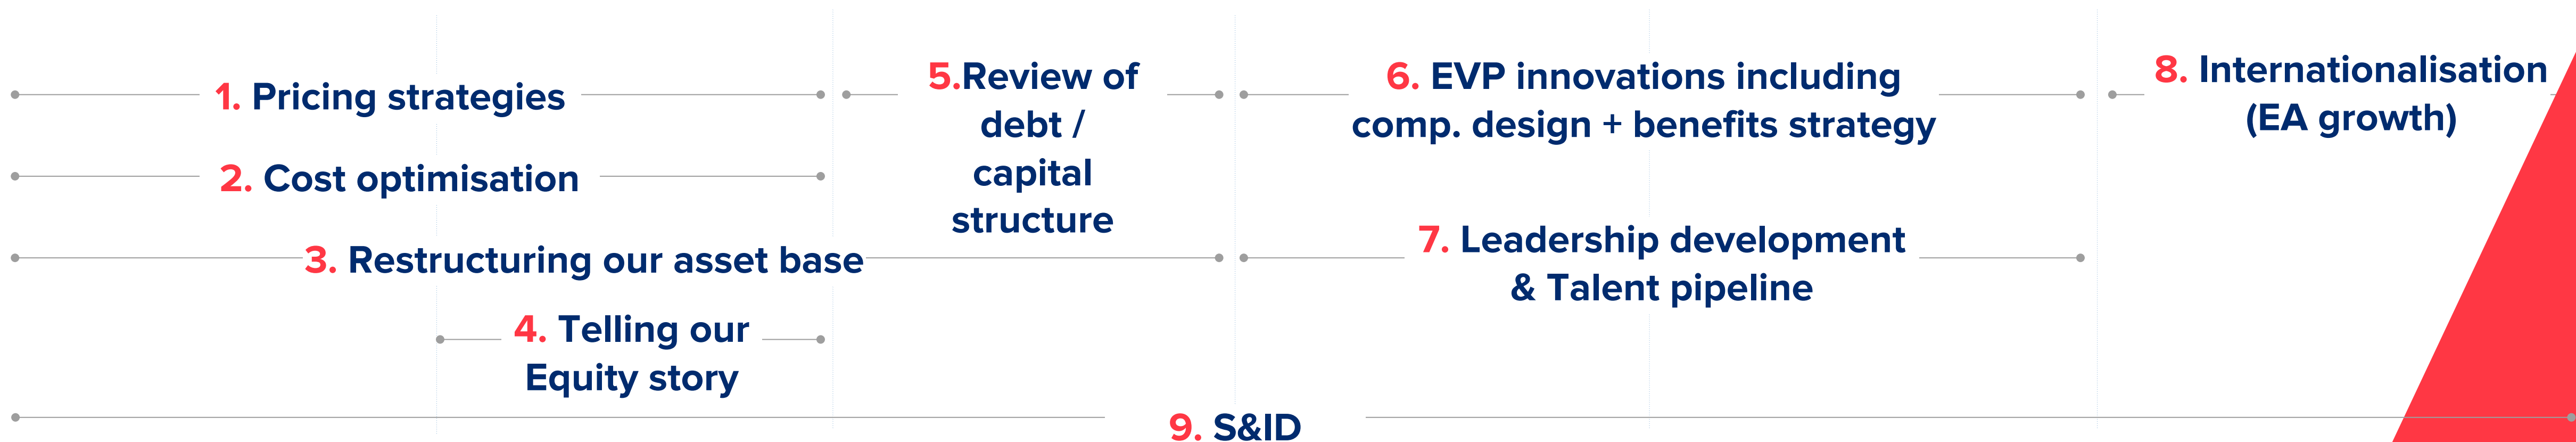 1. Pricing strategies
2. Cost optimisation
3. Restructuring our asset base
4. Telling our
Equity story
5.Review of
debt /
capital
structure
6. EVP innovations including
comp. design + benefits strategy
7. Leadership development
& Talent pipeline
8. Internationalisation
(EA growth)
9. S&ID